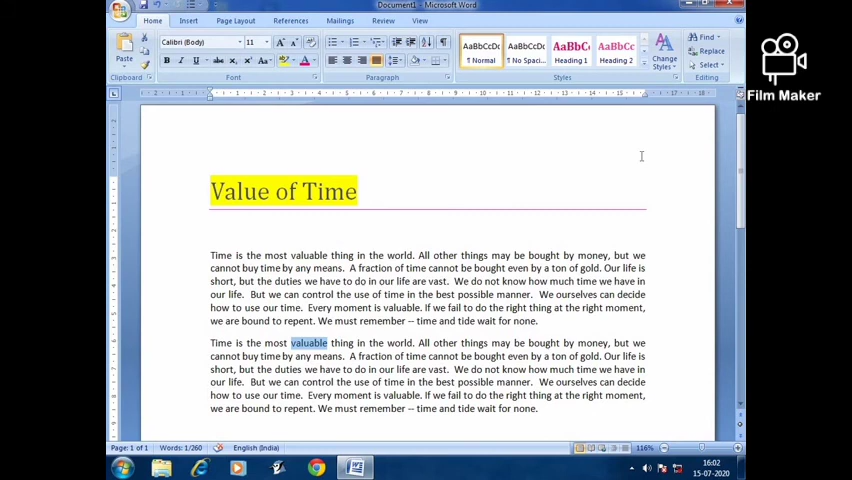 Document1 - Microsoft Word
Home Insert Page Layout References Mailings Review View
Calibri (Body) 11
Paste
AaBbCcDc AaBbCcDc AaBbCc AaBbCc
¶ Normal ¶ No Spaci... Heading 1 Heading 2
Change Styles
Find
Replace
Select
Clipboard Font Paragraph Styles Editing
Film Maker
Value of Time
Time is the most valuable thing in the world. All other things may be bought by money, but we
cannot buy time by any means. A fraction of time cannot be bought even by a ton of gold. Our life is
short, but the duties we have to do in our life are vast. We do not know how much time we have in
our life. But we can control the use of time in the best possible manner. We ourselves can decide
how to use our time. Every moment is valuable. If we fail to do the right thing at the right moment,
we are bound to repent. We must remember -- time and tide wait for none.
Time is the most valuable thing in the world. All other things may be bought by money, but we
cannot buy time by any means. A fraction of time cannot be bought even by a ton of gold. Our life is
short, but the duties we have to do in our life are vast. We do not know how much time we have in
our life. But we can control the use of time in the best possible manner. We ourselves can decide
how to use our time. Every moment is valuable. If we fail to do the right thing at the right moment,
we are bound to repent. We must remember -- time and tide wait for none.
Page: 1 of 1 Words: 1/260 English (India) 116%
16:02
15-07-2020